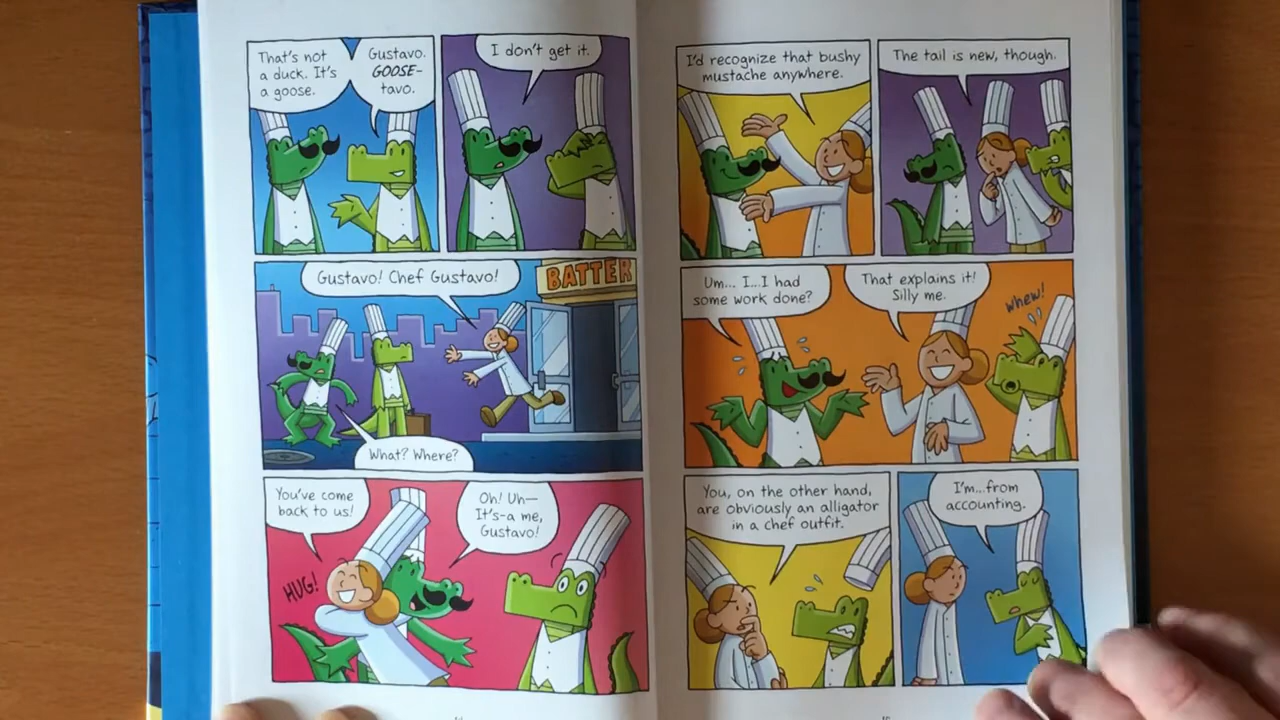 That's not
a duck. It's
a goose.
Gustavo.
GOOSE-
tavo.
I don't get it.
Gustavo! Chef Gustavo!
BATTER
What? Where?
You've come
back to us!
HUG!
Oh! Uh—
It's-a me,
Gustavo!
I'd recognize that bushy
mustache anywhere.
The tail is new, though.
Um... I...I had
some work done?
That explains it!
Silly me.
whew!
You, on the other hand,
are obviously an alligator
in a chef outfit.
I'm...from
accounting.